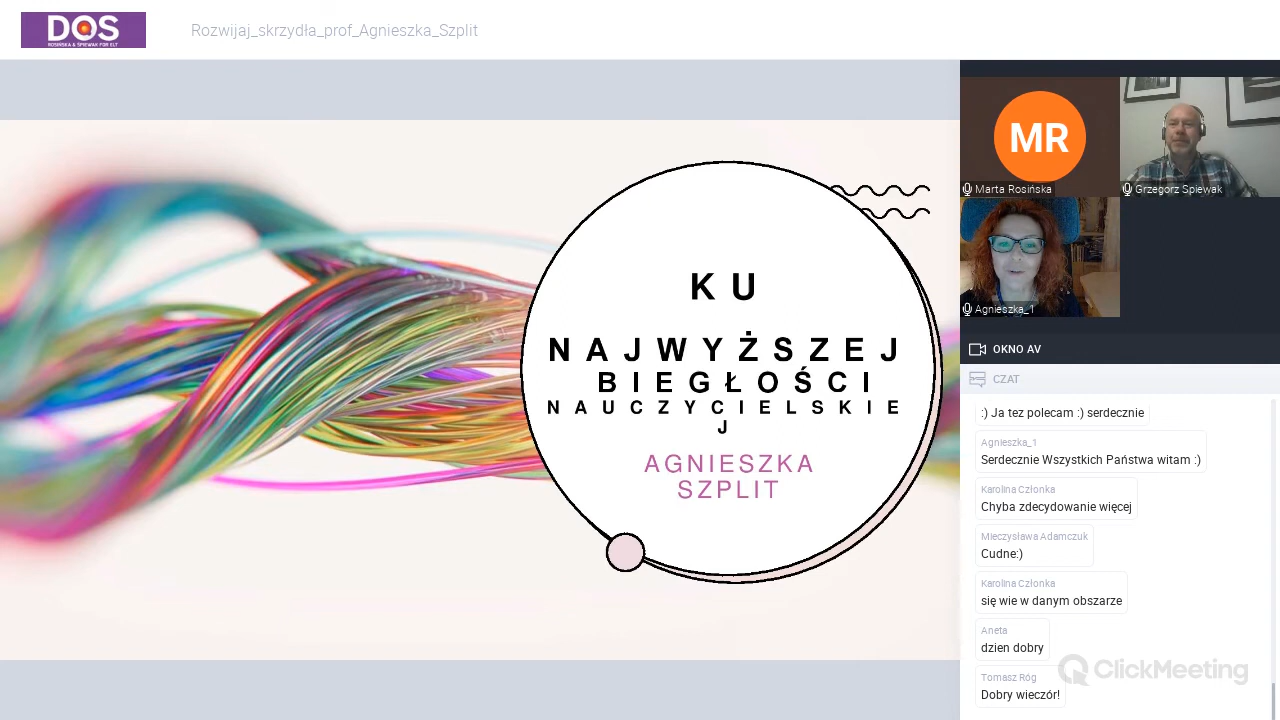 DOS
ROSIŃSKA & ŚPIEWAK FOR ELT
Rozwijaj_skrzydła_prof_Agnieszka_Szplit
KU
NAJWYŻSZEJ
BIEGŁOŚCI
NAUCZYCIELSKIE
J
AGNIESZKA
SZPLIT
MR
Marta Rosińska
Grzegorz Śpiewak
Agnieszka_1
OKNO AV
CZAT
:) Ja tez polecam :) serdecznie
Agnieszka_1
Serdecznie Wszystkich Państwa witam :)
Karolina Członka
Chyba zdecydowanie więcej
Mieczysława Adamczuk
Cudne:)
Karolina Członka
się wie w danym obszarze
Aneta
dzien dobry
Tomasz Róg
Dobry wieczór!
ClickMeeting